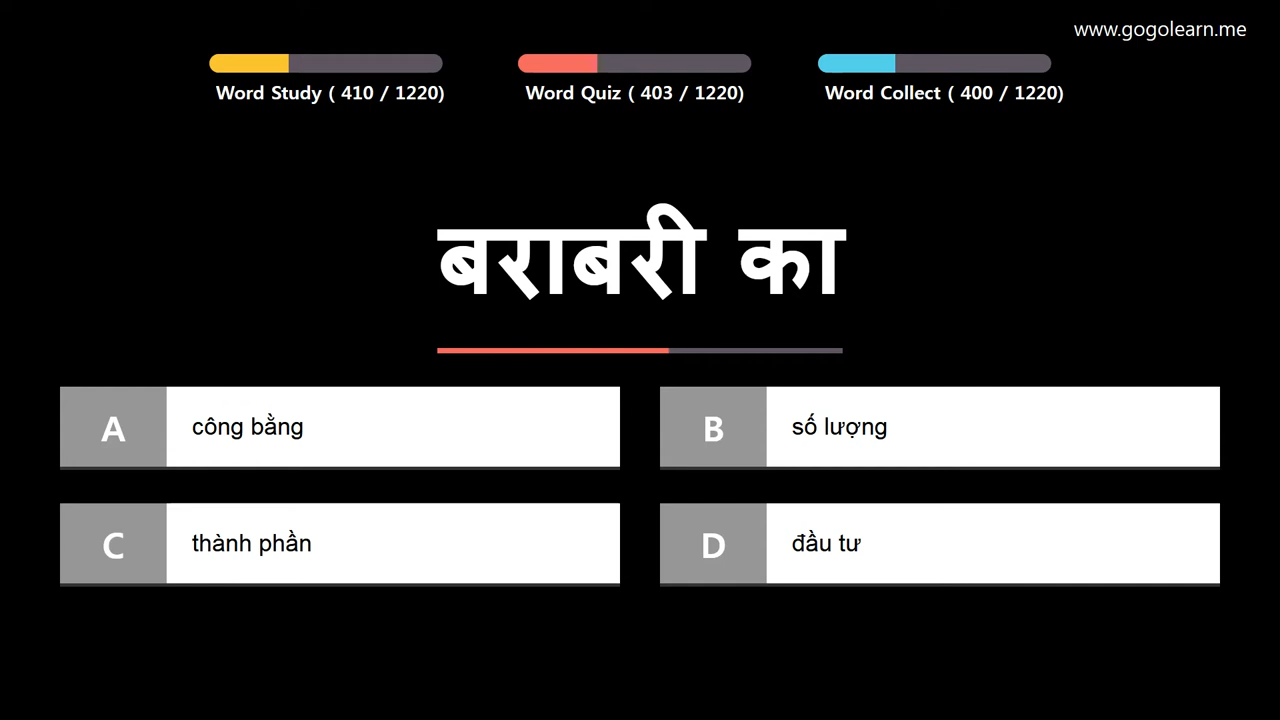 www.gogolearn.me
Word Study ( 410 / 1220)
Word Quiz ( 403 / 1220)
Word Collect ( 400 / 1220)
बराबरी का
A công bằng
B số lượng
C thành phần
D đầu tư